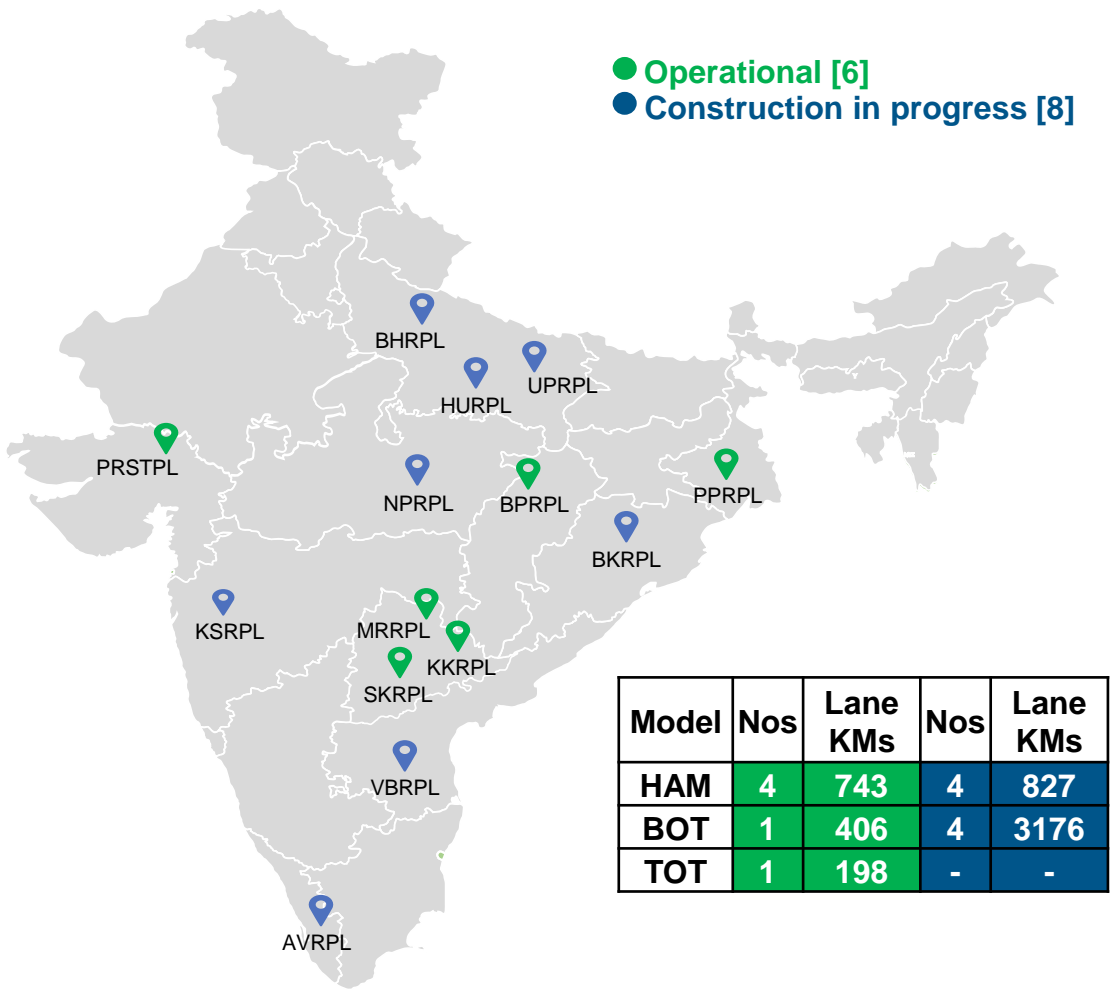 Operational [6]
Construction in progress [8]
BHRPL
UPRPL
HURPL
PRSTPL
NPRPL
BPRPL
PPRPL
BKRPL
KSRPL
MRRPL
KKRPL
SKRPL
VBRPL
AVRPL
Model Nos Lane KMs Nos Lane KMs
HAM 4 743 4 827
BOT 1 406 4 3176
TOT 1 198 - -